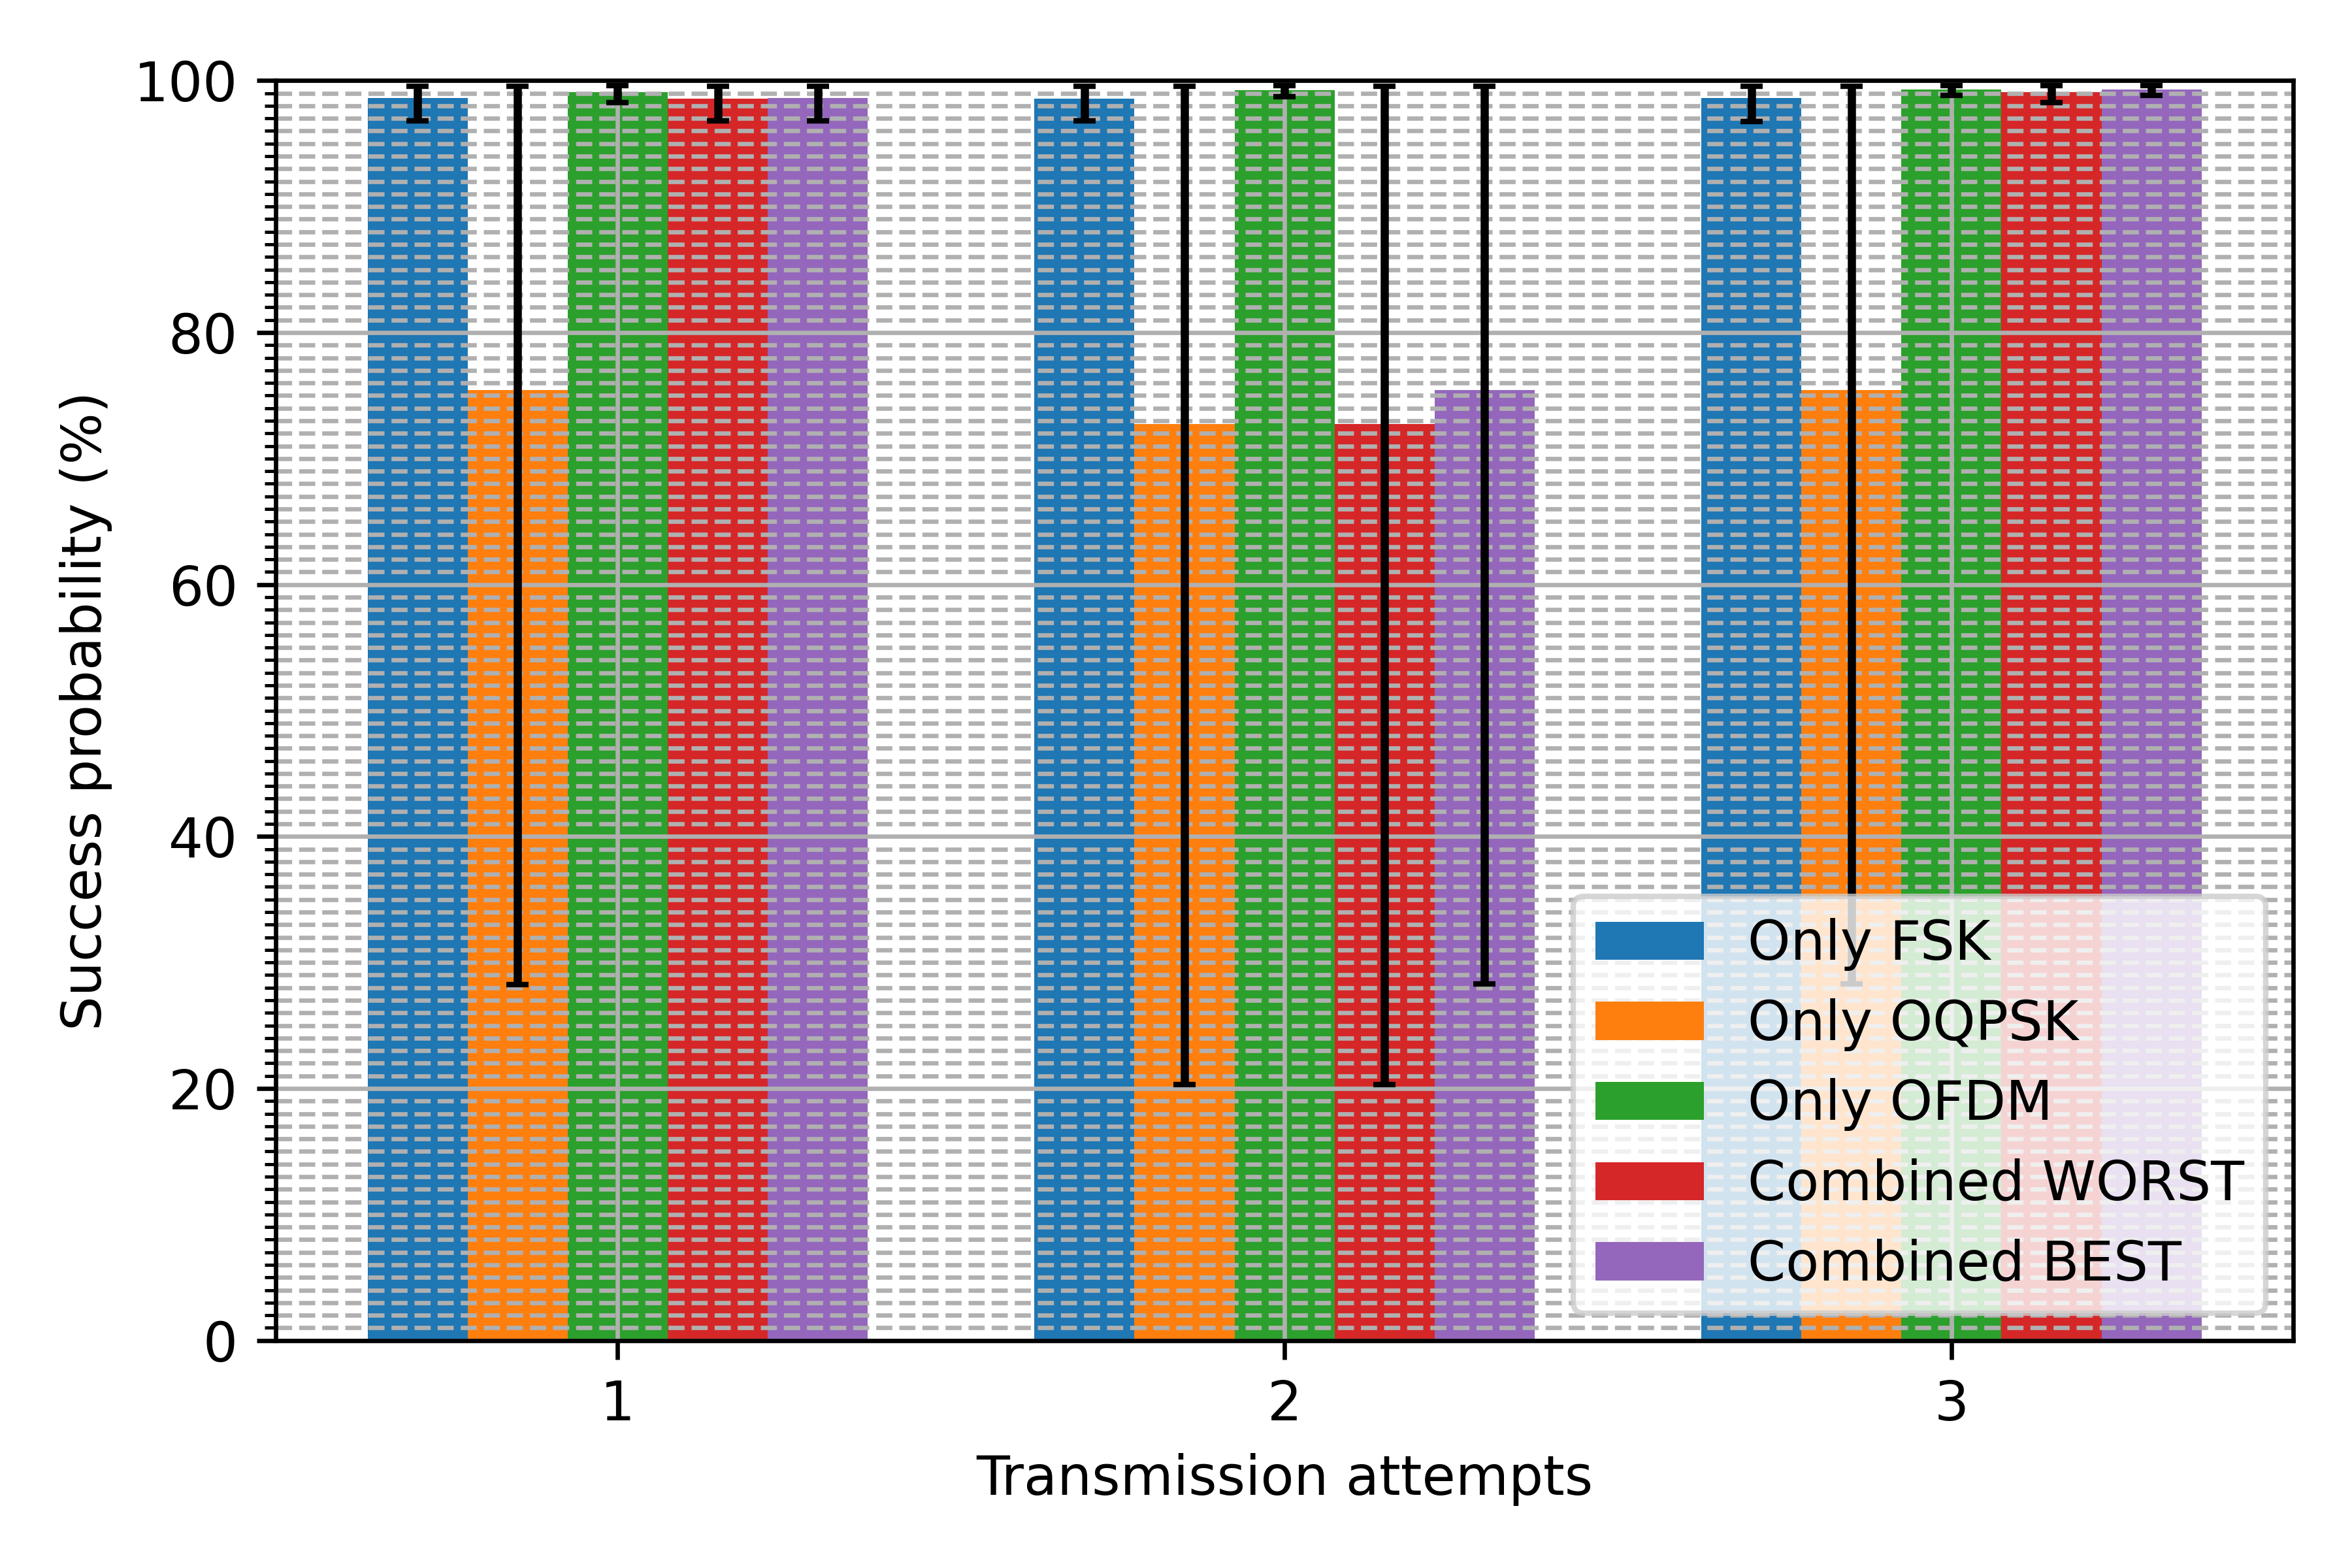 100
80
60
40
20
0
Success probability (%)
1
2
3
Transmission attempts
Only FSK
Only OQPSK
Only OFDM
Combined WORST
Combined BEST